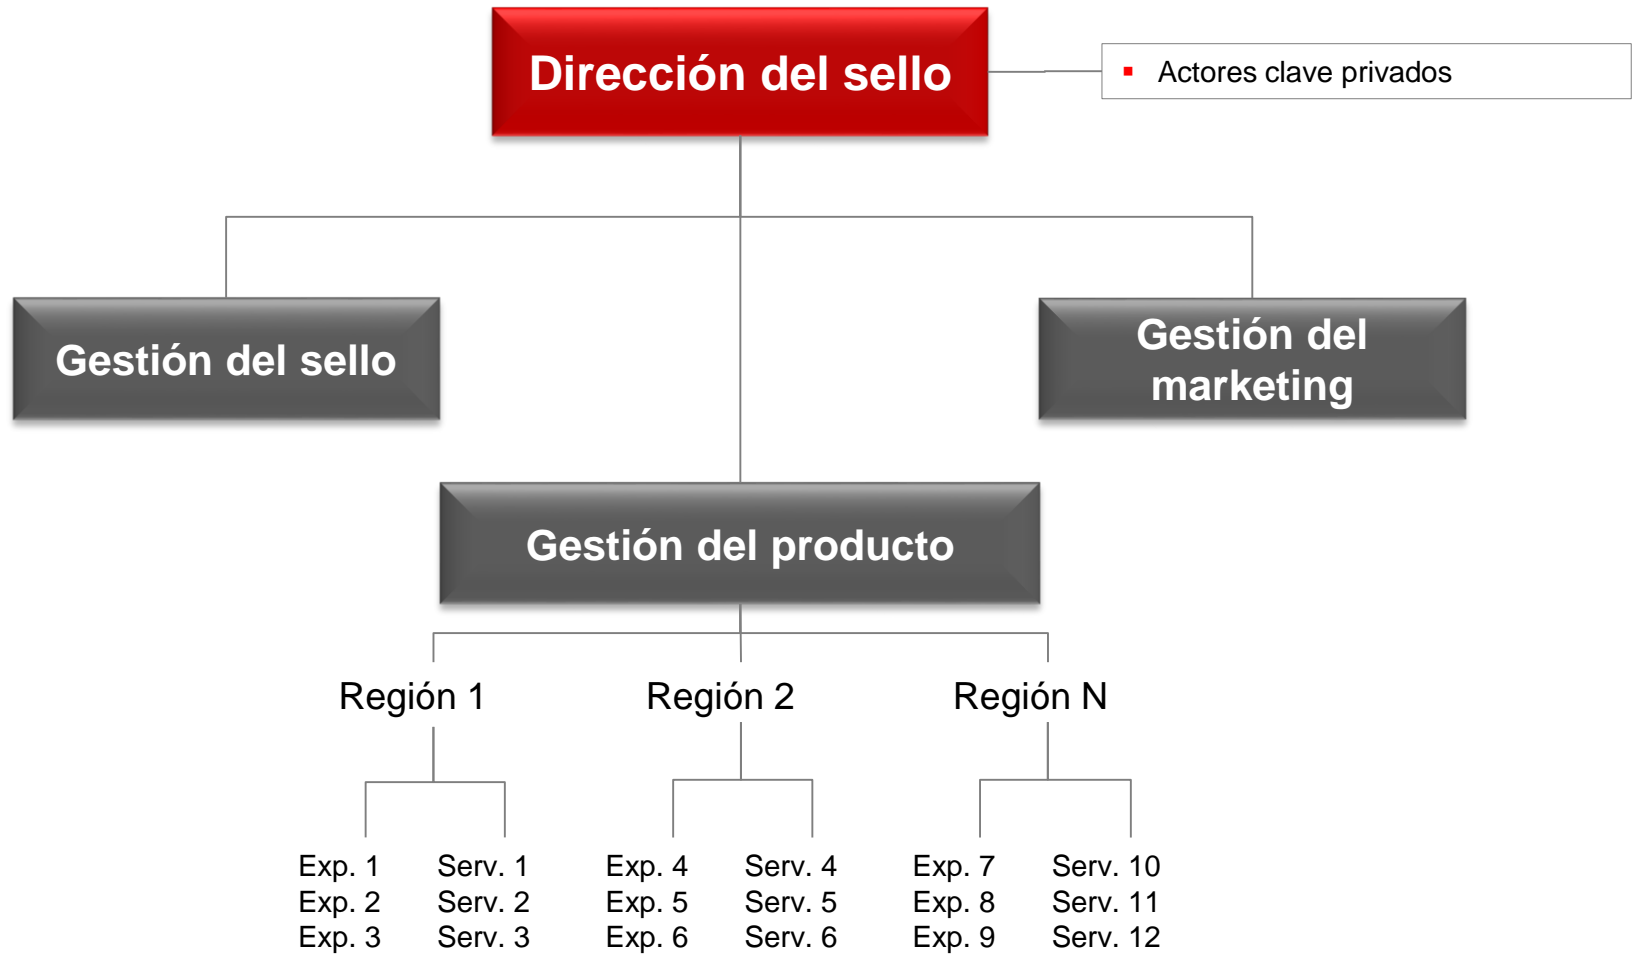 Dirección del sello
▪ Actores clave privados
Gestión del sello
Gestión del
marketing
Gestión del producto
Región 1
Región 2
Región N
Exp. 1
Exp. 2
Exp. 3
Serv. 1
Serv. 2
Serv. 3
Exp. 4
Exp. 5
Exp. 6
Serv. 4
Serv. 5
Serv. 6
Exp. 7
Exp. 8
Exp. 9
Serv. 10
Serv. 11
Serv. 12